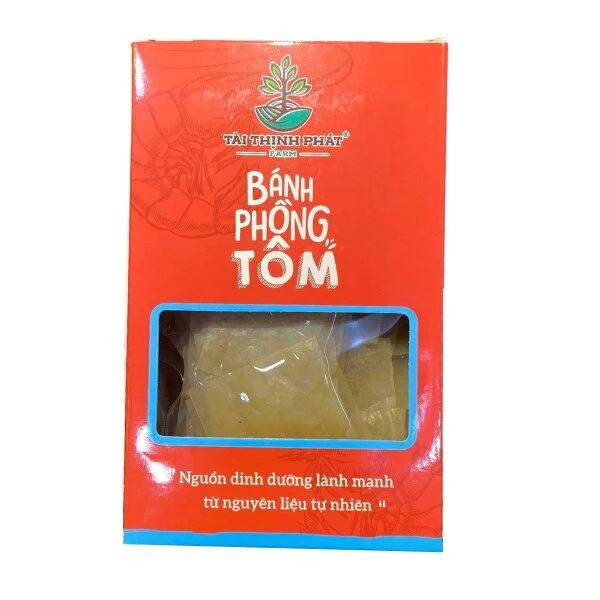 TÀI THỊNH PHÁT®
FARM
BÁNH
PHỒNG
TÔM
Nguồn dinh dưỡng lành mạnh
từ nguyên liệu tự nhiên "